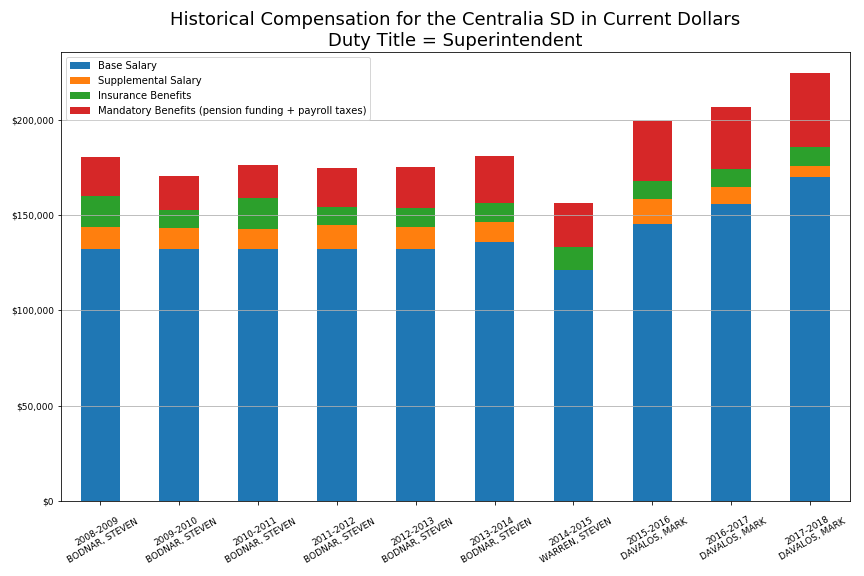 Historical Compensation for the Centralia SD in Current Dollars
Duty Title = Superintendent
Base Salary
Supplemental Salary
Insurance Benefits
Mandatory Benefits (pension funding + payroll taxes)
$200,000
$150,000
$100,000
$50,000
$0
2008-2009
BODNAR, STEVEN
2009-2010
BODNAR, STEVEN
2010-2011
BODNAR, STEVEN
2011-2012
BODNAR, STEVEN
2012-2013
BODNAR, STEVEN
2013-2014
BODNAR, STEVEN
2014-2015
WARREN, STEVEN
2015-2016
DAVALOS, MARK
2016-2017
DAVALOS, MARK
2017-2018
DAVALOS, MARK